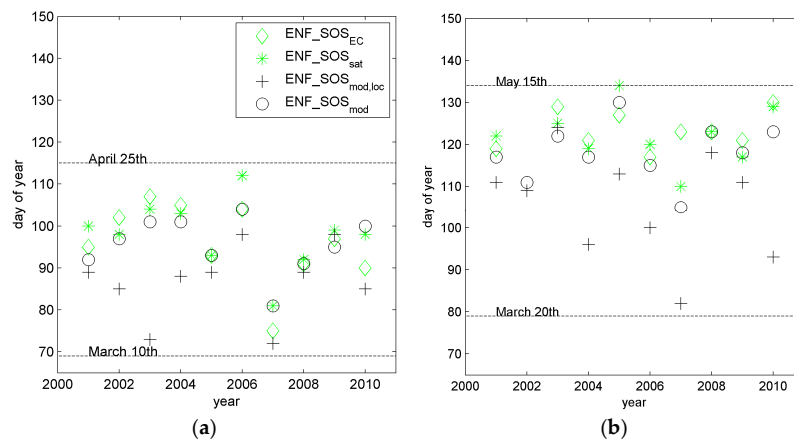 150
140
130
120
110
100
90
80
70
day of year
2000 2002 2004 2006 2008 2010
year
ENF_SOS_EC
ENF_SOS_sat
ENF_SOS_mod,loc
ENF_SOS_mod
April 25th
March 10th
(a)
150
140
130
120
110
100
90
80
70
day of year
2000 2002 2004 2006 2008 2010
year
May 15th
March 20th
(b)